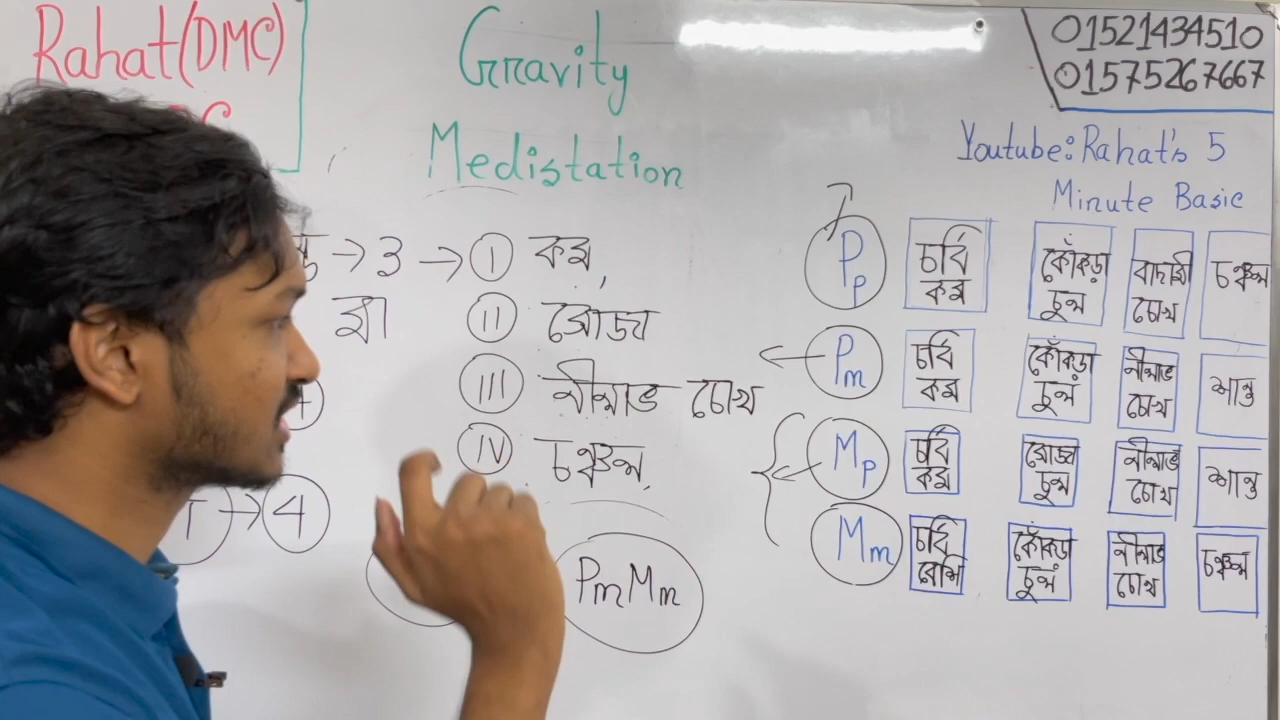 Rahat(DMC)
Gravity
Medistation
01521434510
01575267667
Youtube: Rahat's 5
Minute Basic
→ 3 → I কম,
II সোজা
III নীলাভ চোখ
IV চঞ্চল,
→ 4
PmMm
Pp চর্বি কম কোঁকড়া চুল বাদামী চোখ চঞ্চল
Pm চর্বি কম কোঁকড়া চুল নীলাভ চোখ শান্ত
Mp চর্বি কম সোজা চুল নীলাভ চোখ শান্ত
Mm চর্বি বেশি কোঁকড়া চুল নীলাভ চোখ চঞ্চল